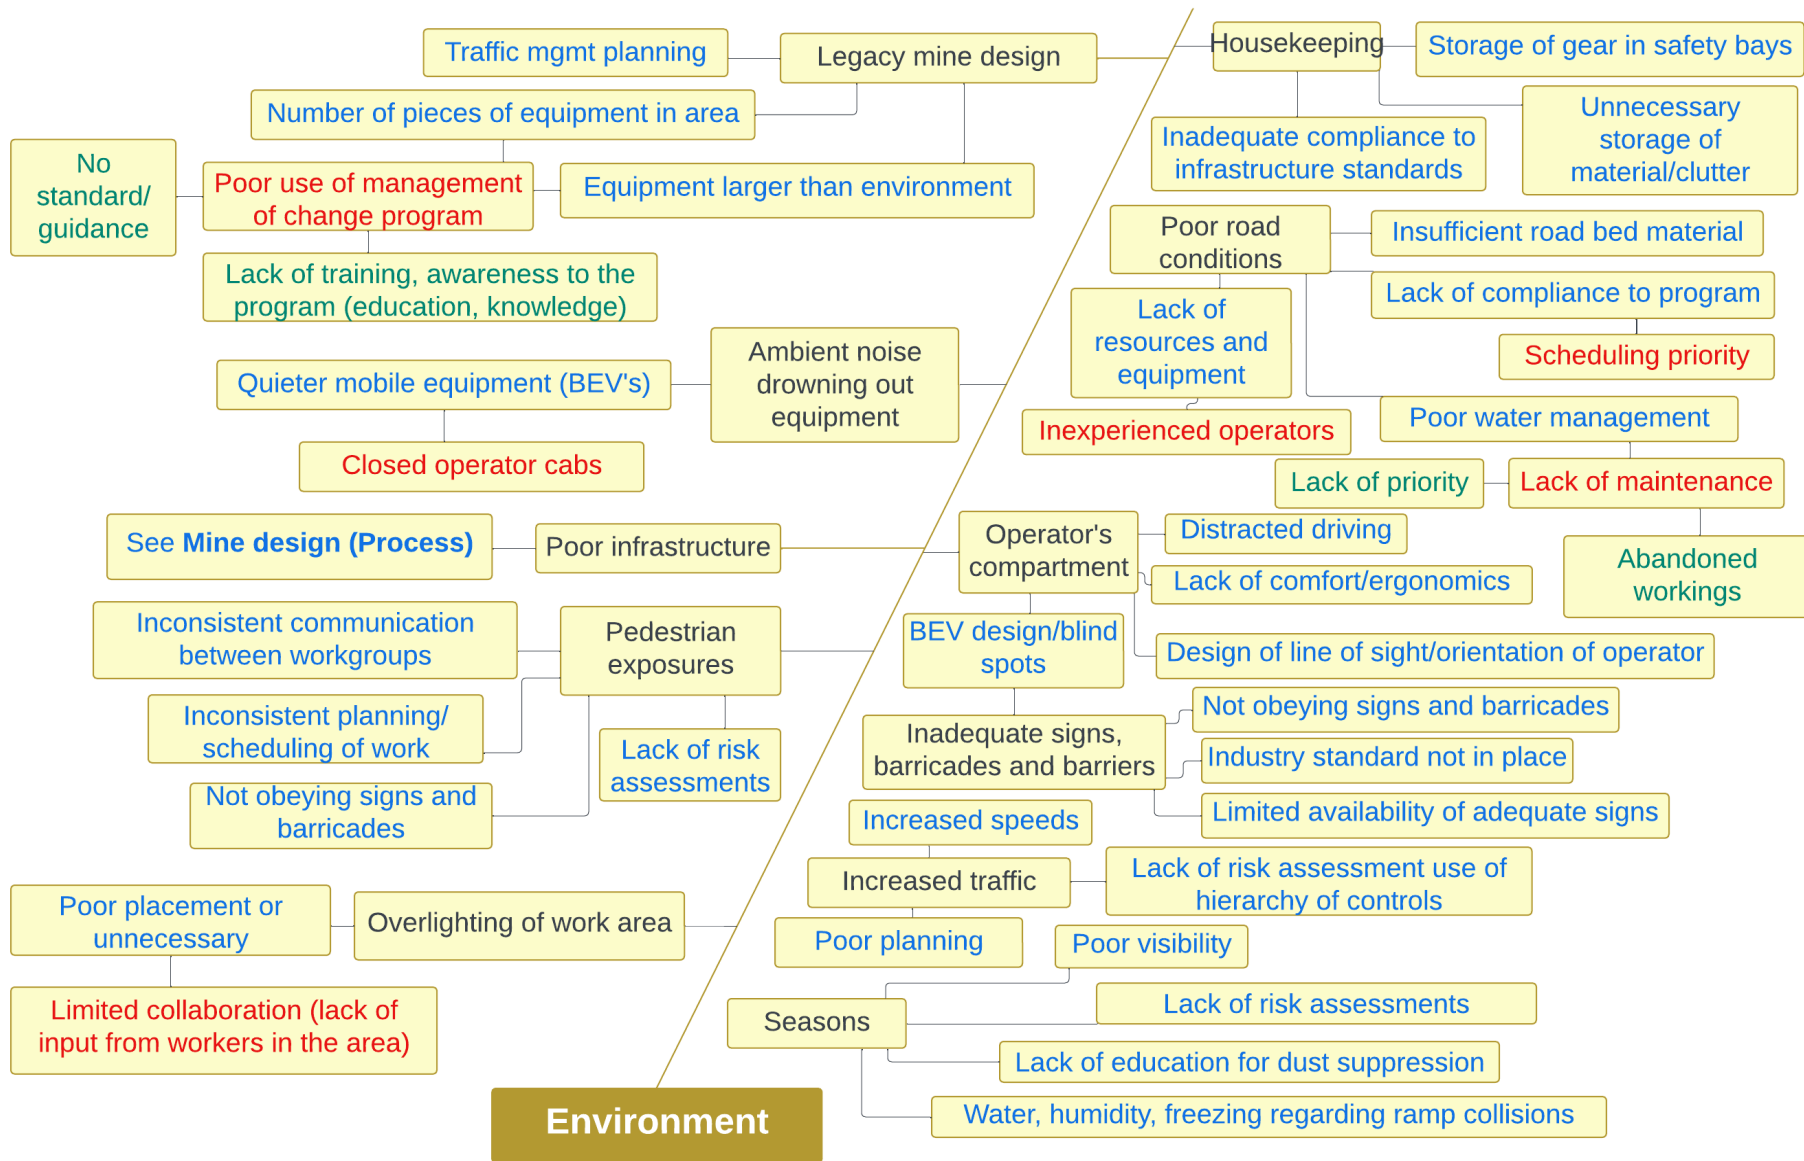 Traffic mgmt planning
Legacy mine design
Number of pieces of equipment in area
No
standard/
guidance
Poor use of management
of change program
Equipment larger than environment
Lack of training, awareness to the
program (education, knowledge)
Quieter mobile equipment (BEV's)
Ambient noise
drowning out
equipment
Closed operator cabs
See Mine design (Process)
Poor infrastructure
Inconsistent communication
between workgroups
Pedestrian
exposures
Inconsistent planning/
scheduling of work
Lack of risk
assessments
Not obeying signs and
barricades
Poor placement or
unnecessary
Overlighting of work area
Limited collaboration (lack of
input from workers in the area)
Housekeeping
Storage of gear in safety bays
Inadequate compliance to
infrastructure standards
Unnecessary
storage of
material/clutter
Poor road
conditions
Insufficient road bed material
Lack of compliance to program
Scheduling priority
Lack of
resources and
equipment
Inexperienced operators
Poor water management
Lack of priority
Lack of maintenance
Abandoned
workings
Operator's
compartment
Distracted driving
Lack of comfort/ergonomics
BEV design/blind
spots
Design of line of sight/orientation of operator
Inadequate signs,
barricades and barriers
Not obeying signs and barricades
Industry standard not in place
Limited availability of adequate signs
Increased speeds
Increased traffic
Lack of risk assessment use of
hierarchy of controls
Poor planning
Poor visibility
Seasons
Lack of risk assessments
Lack of education for dust suppression
Water, humidity, freezing regarding ramp collisions
Environment